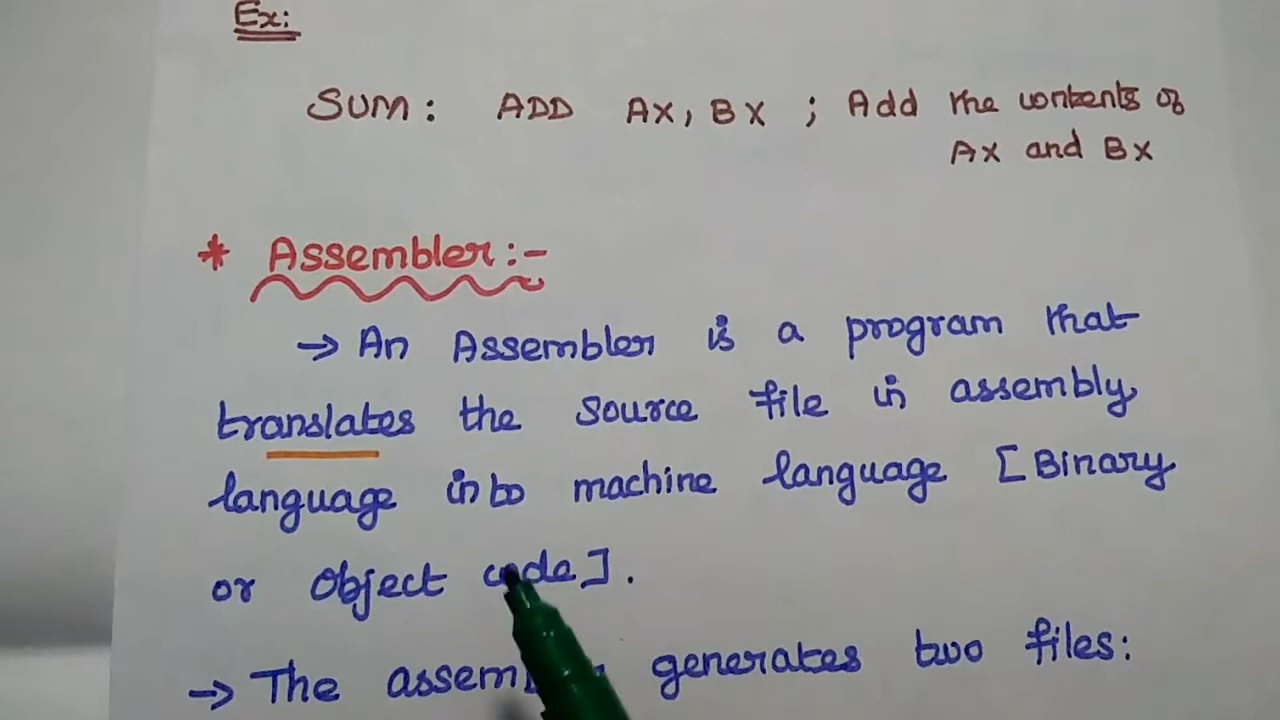 Ex:
SUM: ADD AX, BX ; Add the contents of
AX and BX
* Assembler:-
→ An Assembler is a program that
translates the source file in assembly
language into machine language [Binary
or object code].
→ The generates two files: